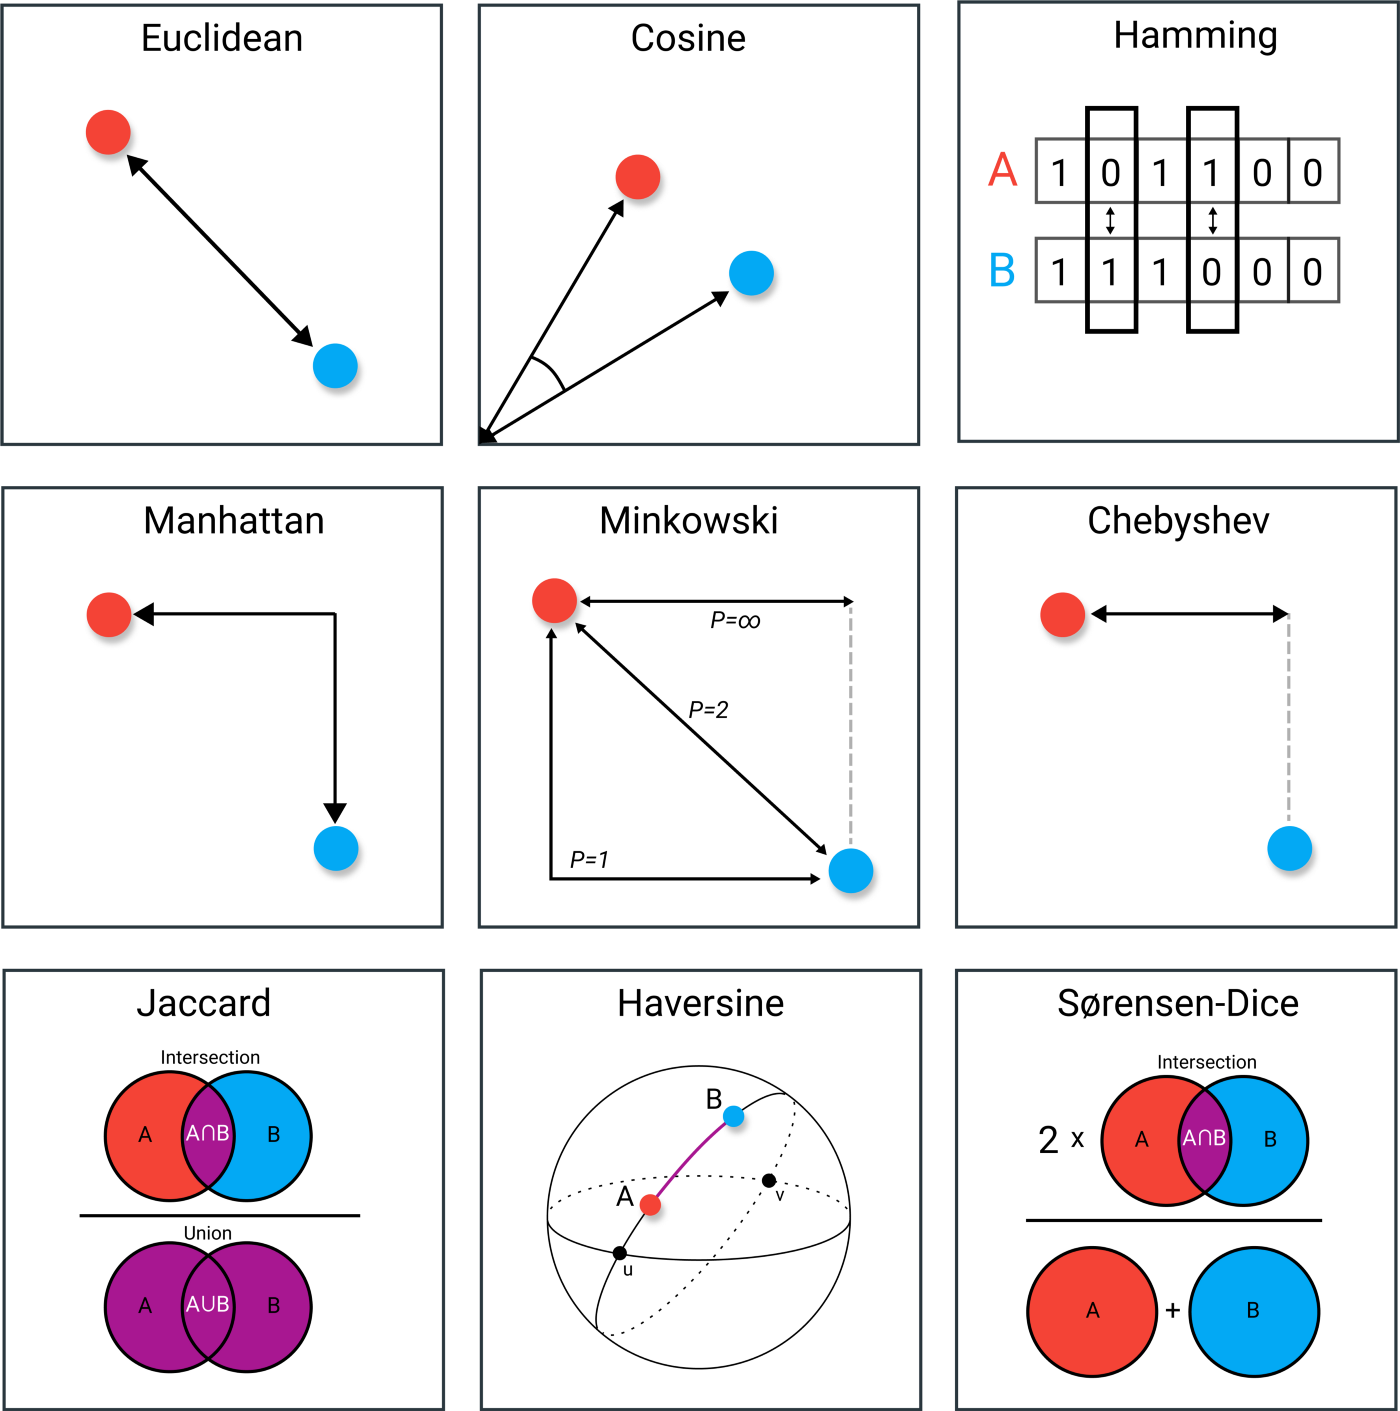 Euclidean
Cosine
Hamming
A 1 0 1 1 0 0
B 1 1 1 0 0 0
Manhattan
Minkowski
P=∞
P=2
P=1
Chebyshev
Jaccard
Intersection
A A∩B B
Union
A A∪B B
Haversine
B
A
v
u
Sørensen-Dice
Intersection
2 x A A∩B B
A + B